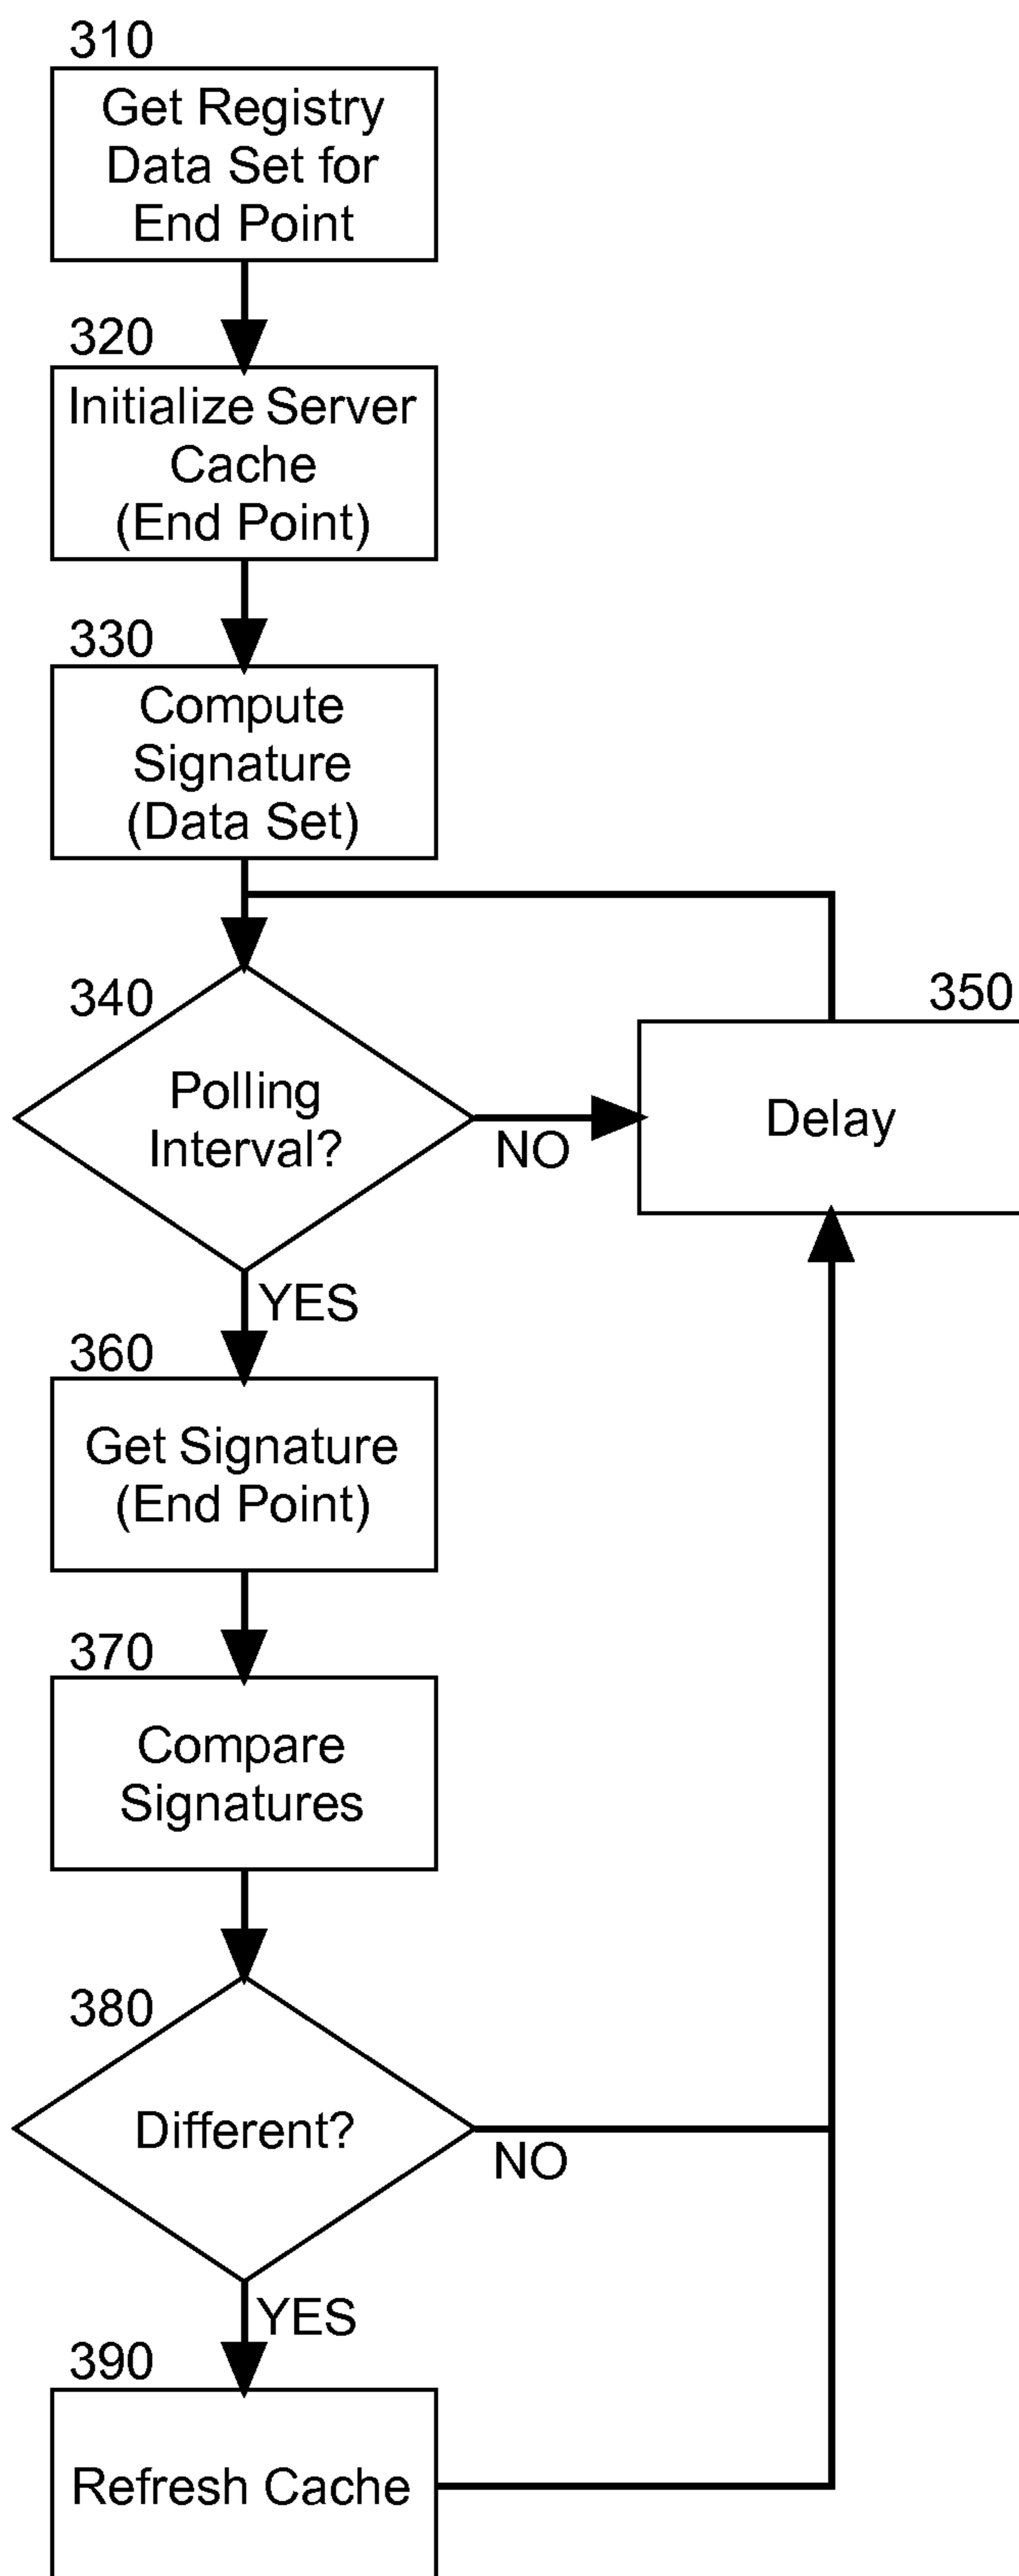 310
Get Registry
Data Set for
End Point
320
Initialize Server
Cache
(End Point)
330
Compute
Signature
(Data Set)
340
Polling
Interval?
NO
350
Delay
YES
360
Get Signature
(End Point)
370
Compare
Signatures
380
Different?
NO
YES
390
Refresh Cache